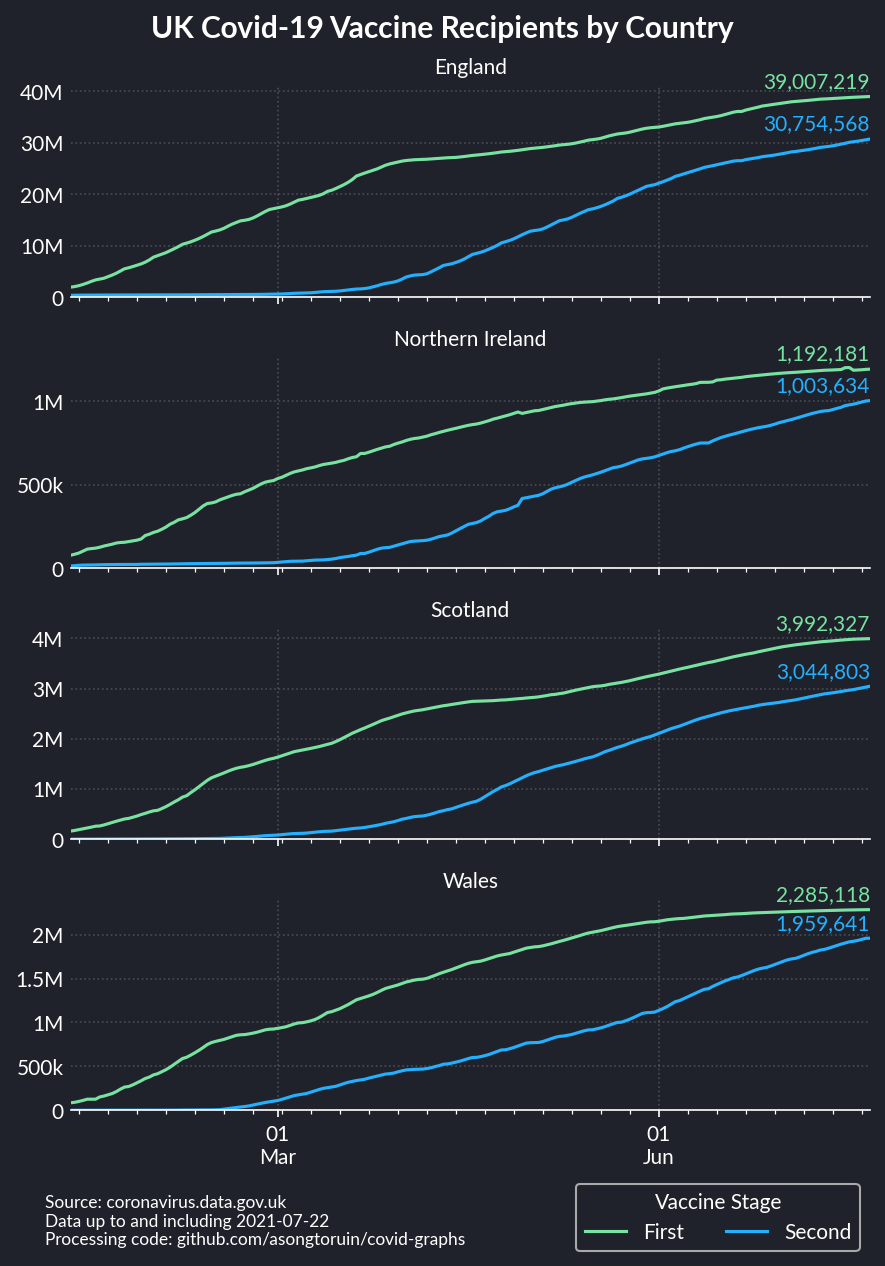 UK Covid-19 Vaccine Recipients by Country
England
39,007,219
40M
30,754,568
30M
20M
10M
0
Northern Ireland
1,192,181
1,003,634
1M
500k
0
Scotland
3,992,327
4M
3,044,803
3M
2M
1M
0
Wales
2,285,118
1,959,641
2M
1.5M
1M
500k
0
01 01
Mar Jun
Source: coronavirus.data.gov.uk
Data up to and including 2021-07-22
Processing code: github.com/asongtoruin/covid-graphs
Vaccine Stage
First Second